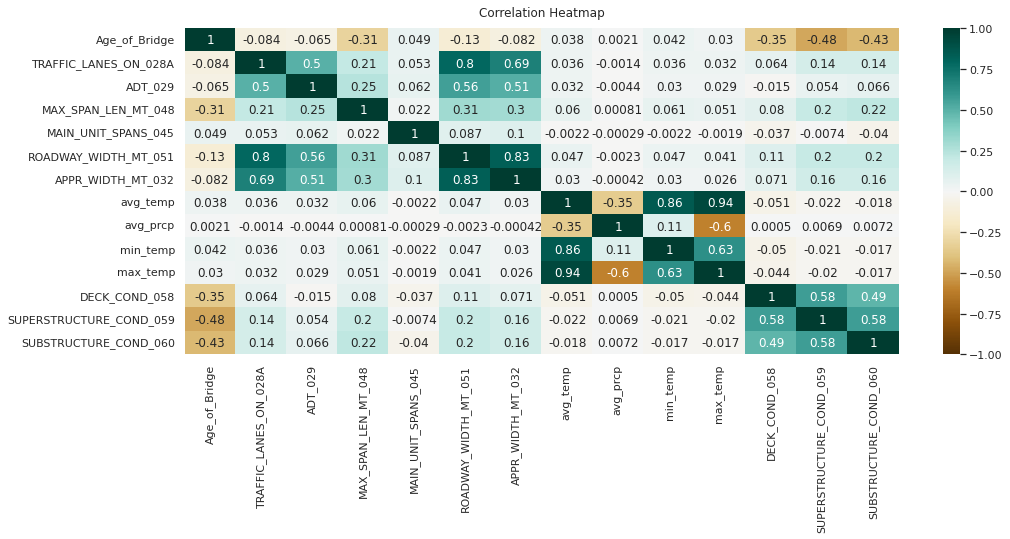 Correlation Heatmap
Age_of_Bridge 1 -0.084 -0.065 -0.31 0.049 -0.13 -0.082 0.038 0.0021 0.042 0.03 -0.35 -0.48 -0.43
TRAFFIC_LANES_ON_028A -0.084 1 0.5 0.21 0.053 0.8 0.69 0.036 -0.0014 0.036 0.032 0.064 0.14 0.14
ADT_029 -0.065 0.5 1 0.25 0.062 0.56 0.51 0.032 -0.0044 0.03 0.029 -0.015 0.054 0.066
MAX_SPAN_LEN_MT_048 -0.31 0.21 0.25 1 0.022 0.31 0.3 0.06 0.00081 0.061 0.051 0.08 0.2 0.22
MAIN_UNIT_SPANS_045 0.049 0.053 0.062 0.022 1 0.087 0.1 -0.0022 -0.00029 -0.0022 -0.0019 -0.037 -0.0074 -0.04
ROADWAY_WIDTH_MT_051 -0.13 0.8 0.56 0.31 0.087 1 0.83 0.047 -0.0023 0.047 0.041 0.11 0.2 0.2
APPR_WIDTH_MT_032 -0.082 0.69 0.51 0.3 0.1 0.83 1 0.03 -0.00042 0.03 0.026 0.071 0.16 0.16
avg_temp 0.038 0.036 0.032 0.06 -0.0022 0.047 0.03 1 -0.35 0.86 0.94 -0.051 -0.022 -0.018
avg_prcp 0.0021 -0.0014 -0.0044 0.00081 -0.00029 -0.0023 -0.00042 -0.35 1 0.11 -0.6 0.0005 0.0069 0.0072
min_temp 0.042 0.036 0.03 0.061 -0.0022 0.047 0.03 0.86 0.11 1 0.63 -0.05 -0.021 -0.017
max_temp 0.03 0.032 0.029 0.051 -0.0019 0.041 0.026 0.94 -0.6 0.63 1 -0.044 -0.02 -0.017
DECK_COND_058 -0.35 0.064 -0.015 0.08 -0.037 0.11 0.071 -0.051 0.0005 -0.05 -0.044 1 0.58 0.49
SUPERSTRUCTURE_COND_059 -0.48 0.14 0.054 0.2 -0.0074 0.2 0.16 -0.022 0.0069 -0.021 -0.02 0.58 1 0.58
SUBSTRUCTURE_COND_060 -0.43 0.14 0.066 0.22 -0.04 0.2 0.16 -0.018 0.0072 -0.017 -0.017 0.49 0.58 1
Age_of_Bridge
TRAFFIC_LANES_ON_028A
ADT_029
MAX_SPAN_LEN_MT_048
MAIN_UNIT_SPANS_045
ROADWAY_WIDTH_MT_051
APPR_WIDTH_MT_032
avg_temp
avg_prcp
min_temp
max_temp
DECK_COND_058
SUPERSTRUCTURE_COND_059
SUBSTRUCTURE_COND_060
1.00
0.75
0.50
0.25
0.00
−0.25
−0.50
−0.75
−1.00